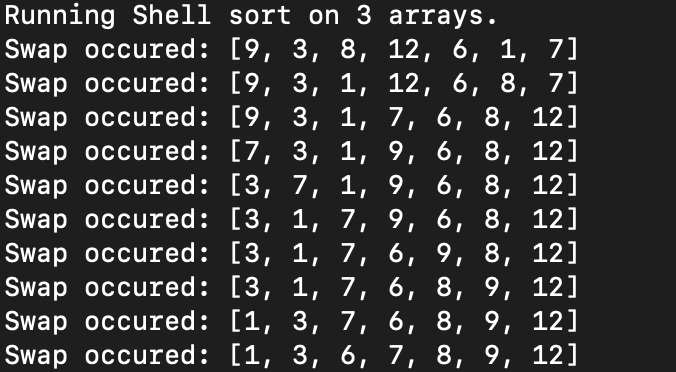 Running Shell sort on 3 arrays.
Swap occured: [9, 3, 8, 12, 6, 1, 7]
Swap occured: [9, 3, 1, 12, 6, 8, 7]
Swap occured: [9, 3, 1, 7, 6, 8, 12]
Swap occured: [7, 3, 1, 9, 6, 8, 12]
Swap occured: [3, 7, 1, 9, 6, 8, 12]
Swap occured: [3, 1, 7, 9, 6, 8, 12]
Swap occured: [3, 1, 7, 6, 9, 8, 12]
Swap occured: [3, 1, 7, 6, 8, 9, 12]
Swap occured: [1, 3, 7, 6, 8, 9, 12]
Swap occured: [1, 3, 6, 7, 8, 9, 12]